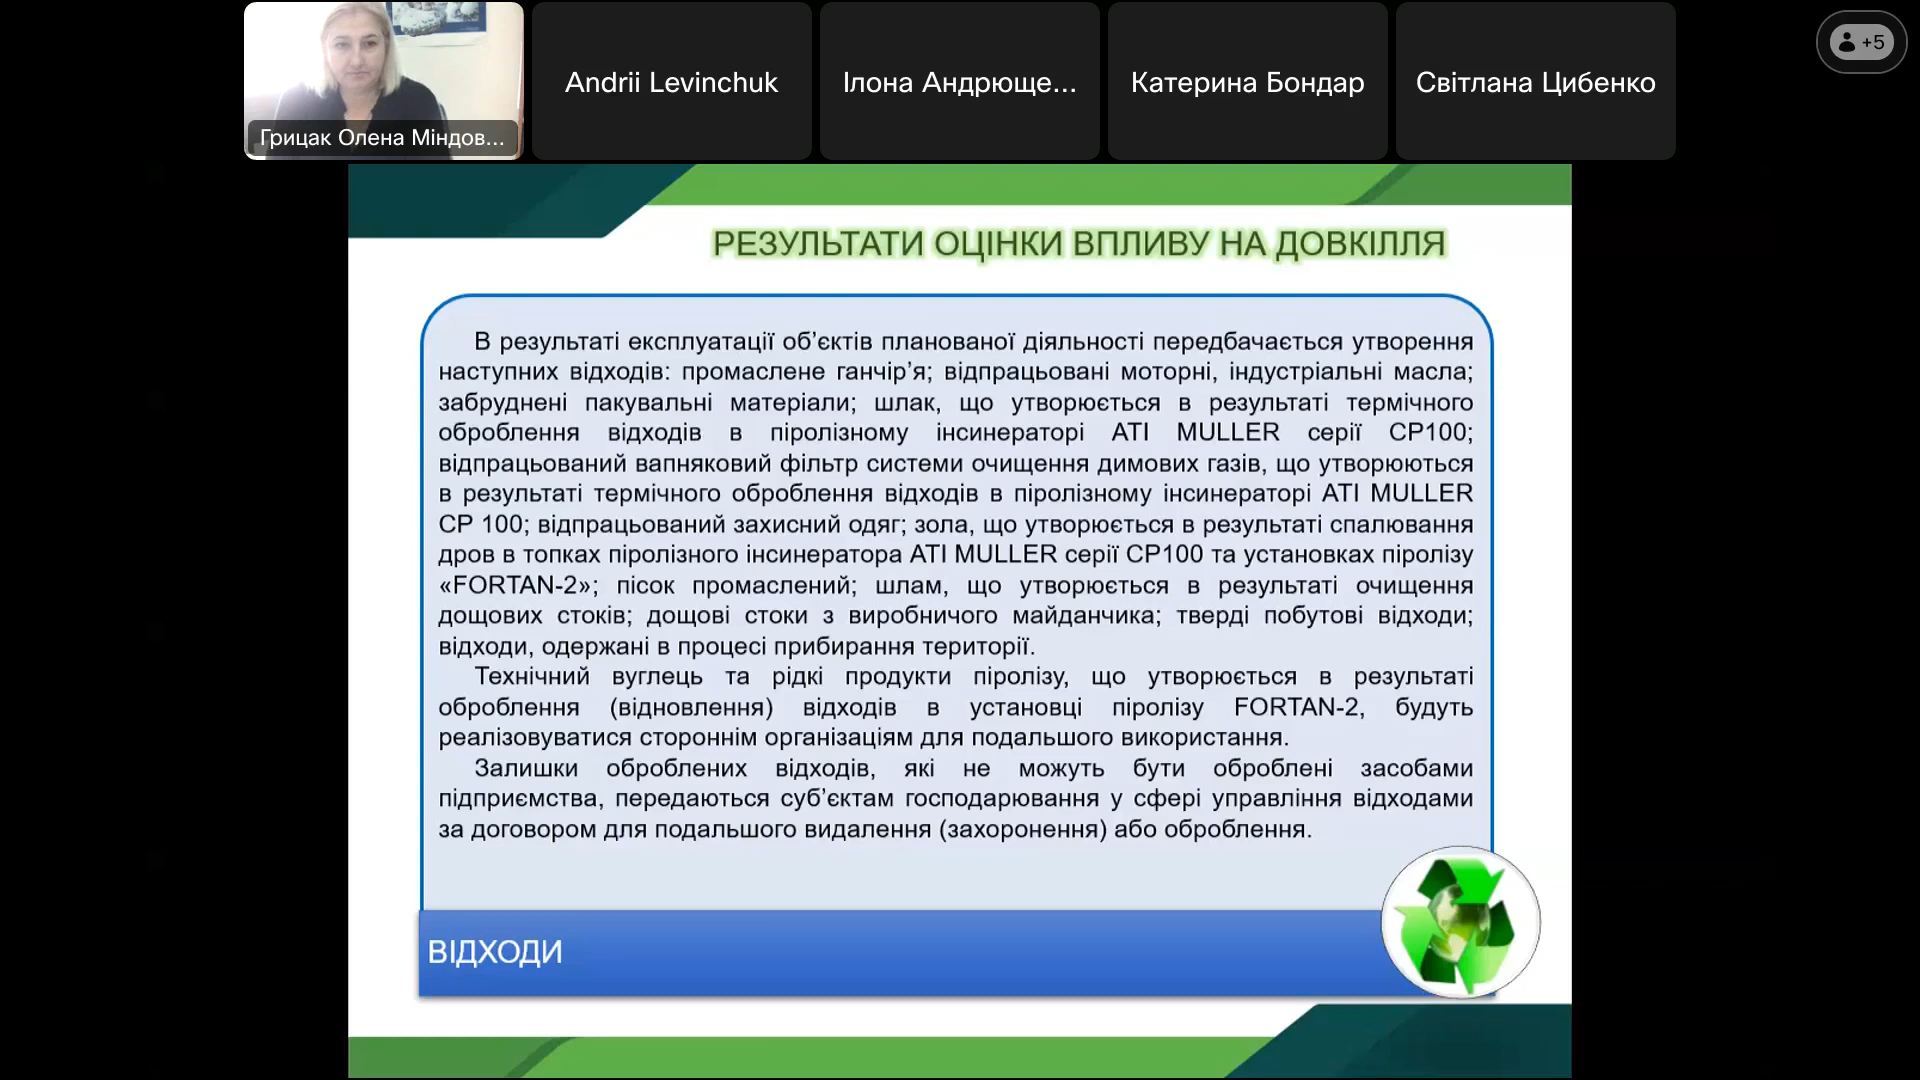 Грицак Олена Міндов...
Andrii Levinchuk
Ілона Андрюще...
Катерина Бондар
Світлана Цибенко
+5
РЕЗУЛЬТАТИ ОЦІНКИ ВПЛИВУ НА ДОВКІЛЛЯ
В результаті експлуатації об’єктів планованої діяльності передбачається утворення
наступних відходів: промаслене ганчір’я; відпрацьовані моторні, індустріальні масла;
забруднені пакувальні матеріали; шлак, що утворюється в результаті термічного
оброблення відходів в піролізному інсинераторі ATI MULLER серії CP100;
відпрацьований вапняковий фільтр системи очищення димових газів, що утворюються
в результаті термічного оброблення відходів в піролізному інсинераторі ATI MULLER
CP 100; відпрацьований захисний одяг; зола, що утворюється в результаті спалювання
дров в топках піролізного інсинератора ATI MULLER серії CP100 та установках піролізу
«FORTAN-2»; пісок промаслений; шлам, що утворюється в результаті очищення
дощових стоків; дощові стоки з виробничого майданчика; тверді побутові відходи;
відходи, одержані в процесі прибирання території.
Технічний вуглець та рідкі продукти піролізу, що утворюється в результаті
оброблення (відновлення) відходів в установці піролізу FORTAN-2, будуть
реалізовуватися стороннім організаціям для подальшого використання.
Залишки оброблених відходів, які не можуть бути оброблені засобами
підприємства, передаються суб’єктам господарювання у сфері управління відходами
за договором для подальшого видалення (захоронення) або оброблення.
ВІДХОДИ